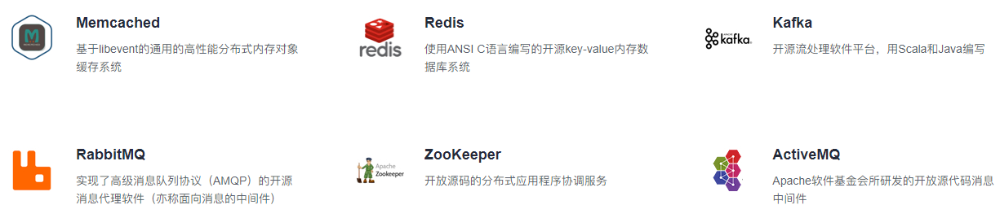 Memcached
基于libevent的通用的高性能分布式内存对象
缓存系统
redis
Redis
使用ANSI C语言编写的开源key-value内存数
据库系统
kafka
Kafka
开源流处理软件平台，用Scala和Java编写
RabbitMQ
实现了高级消息队列协议（AMQP）的开源
消息代理软件（亦称面向消息的中间件）
Apache
Zookeeper
ZooKeeper
开放源码的分布式应用程序协调服务
ActiveMQ
Apache软件基金会所研发的开放源代码消息
中间件